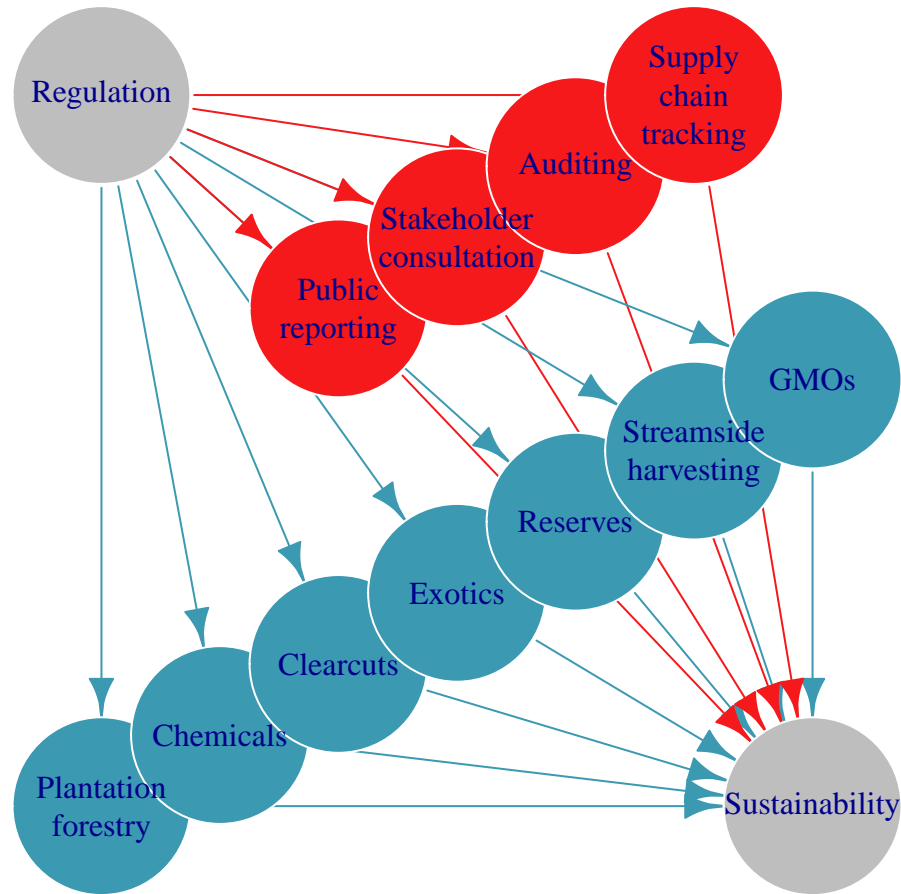 Regulation
Supply
chain
tracking
Auditing
Stakeholder
consultation
Public
reporting
GMOs
Streamside
harvesting
Reserves
Exotics
Clearcuts
Chemicals
Plantation
forestry
Sustainability